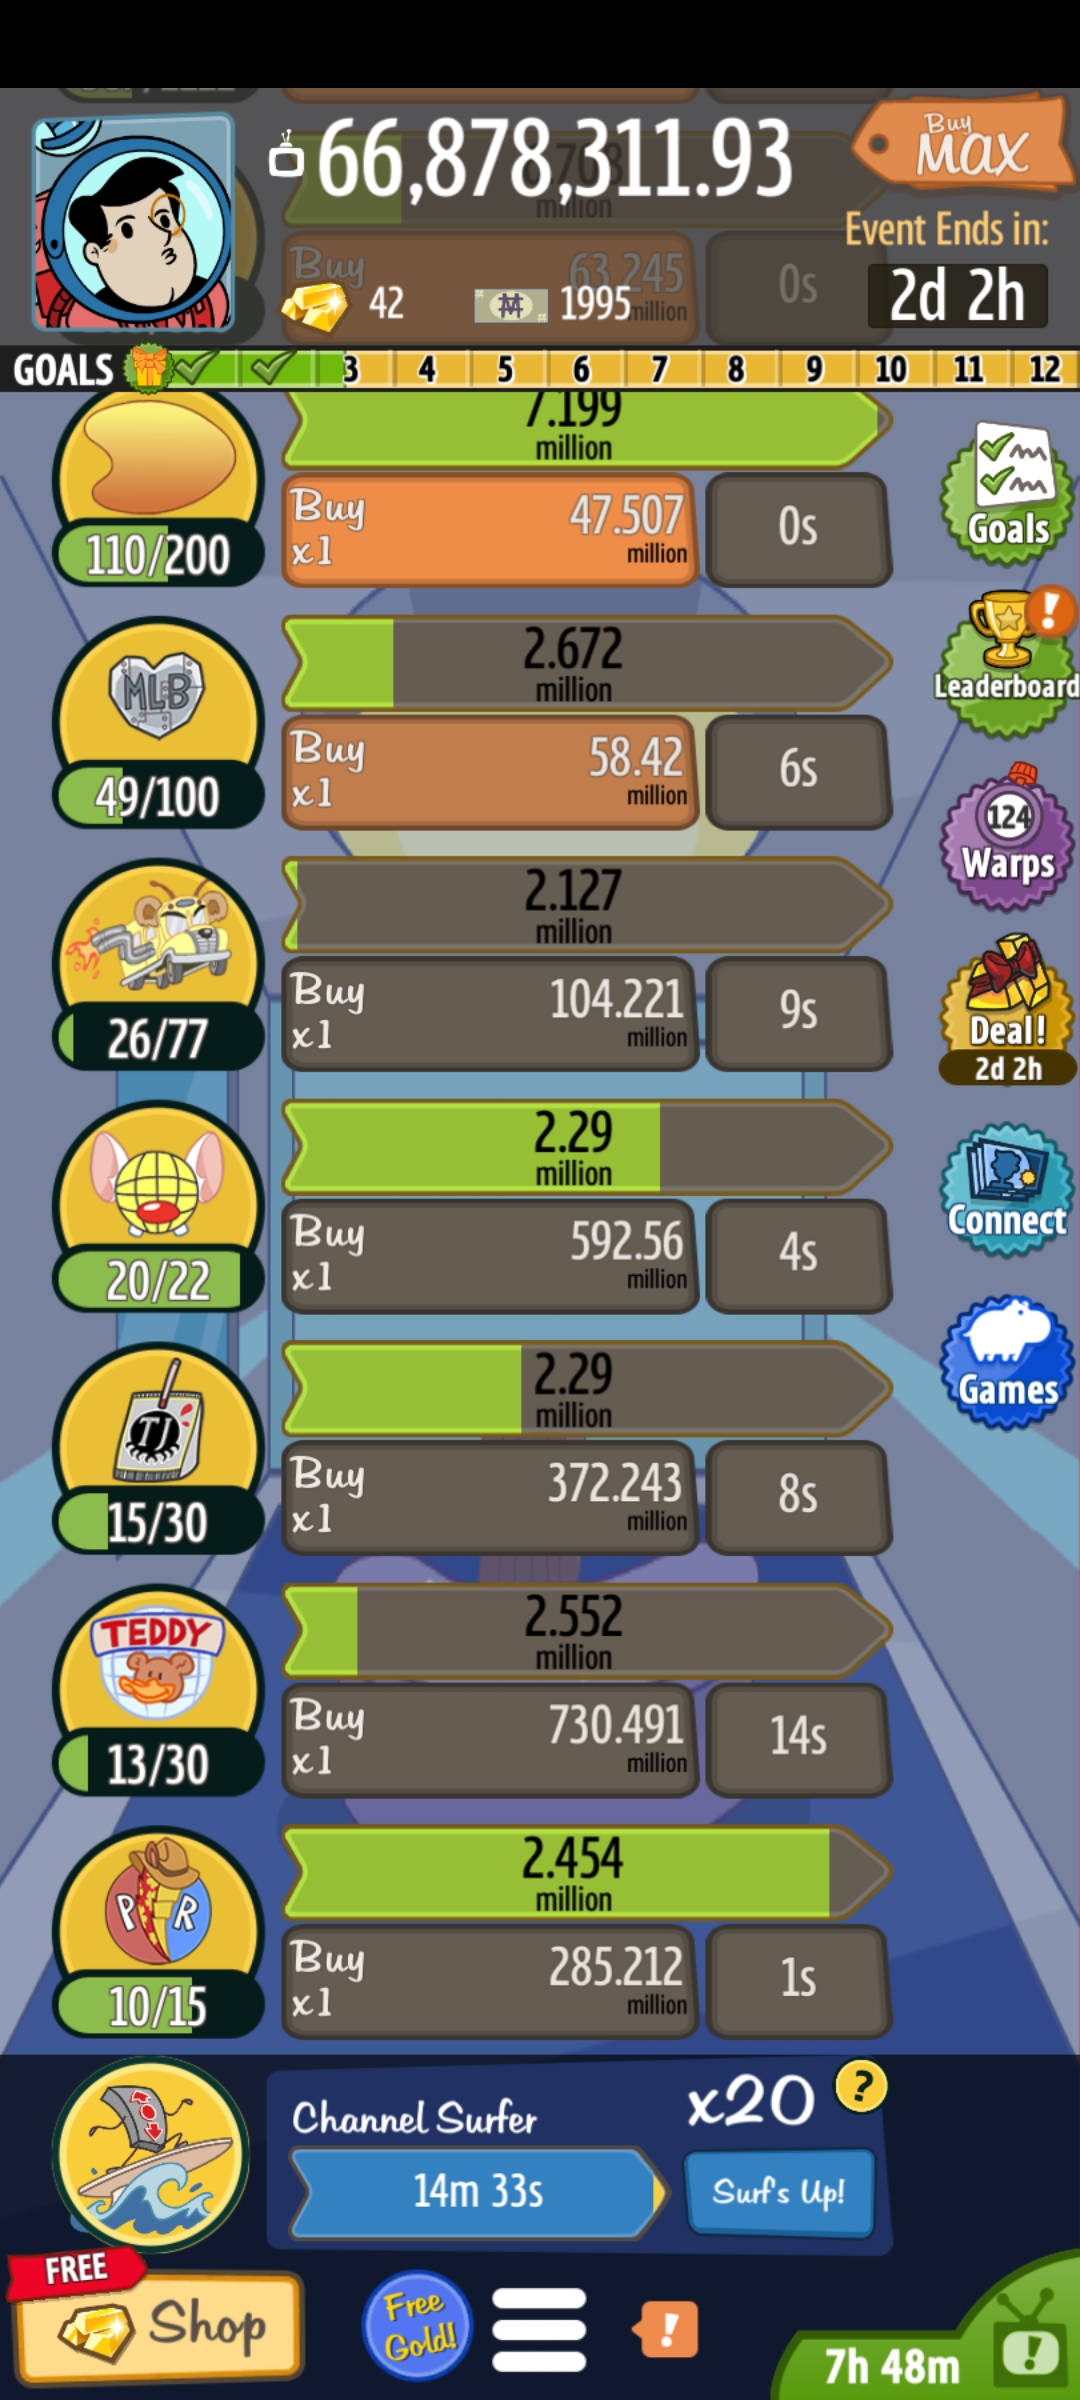 66,878,311.93
Buy
MAX
million
Event Ends in:
2d 2h
Buy
63.245
million
0s
42
1995
GOALS 3 4 5 6 7 8 9 10 11 12
7.199
million
110/200
Buy
x1
47.507
million
0s
Goals
MLB
49/100
2.672
million
Buy
x1
58.42
million
6s
!
Leaderboard
26/77
2.127
million
Buy
x1
104.221
million
9s
124
Warps
Deal!
2d 2h
20/22
2.29
million
Buy
x1
592.56
million
4s
Connect
TJ
15/30
2.29
million
Buy
x1
372.243
million
8s
Games
TEDDY
13/30
2.552
million
Buy
x1
730.491
million
14s
P R
10/15
2.454
million
Buy
x1
285.212
million
1s
Channel Surfer
x20
?
14m 33s
Surf's Up!
FREE
Shop
Free
Gold!
!
7h 48m
!